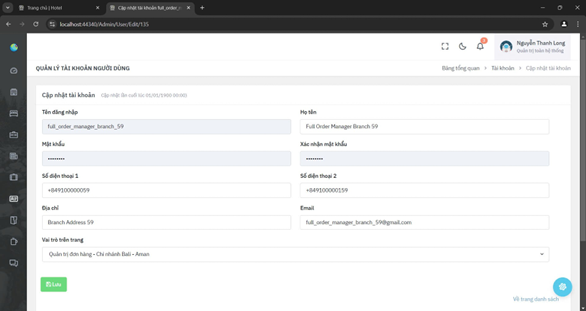 Trang chủ | Hotel
Cập nhật tài khoản full_order_r
localhost:44340/Admin/User/Edit/135
Nguyễn Thanh Long
Quản trị toàn hệ thống
QUẢN LÝ TÀI KHOẢN NGƯỜI DÙNG
Bảng tổng quan > Tài khoản > Cập nhật tài khoản
Cập nhật tài khoản Cập nhật lần cuối lúc 01/01/1900 00:00)
Tên đăng nhập
Họ tên
full_order_manager_branch_59
Full Order Manager Branch 59
Mật khẩu
Xác nhận mật khẩu
••••••••
••••••••
Số điện thoại 1
Số điện thoại 2
+849100000059
+849100000159
Địa chỉ
Email
Branch Address 59
full_order_manager_branch_59@gmail.com
Vai trò trên trang
Quản trị đơn hàng - Chi nhánh Bali - Aman
Lưu
Về trang danh sách